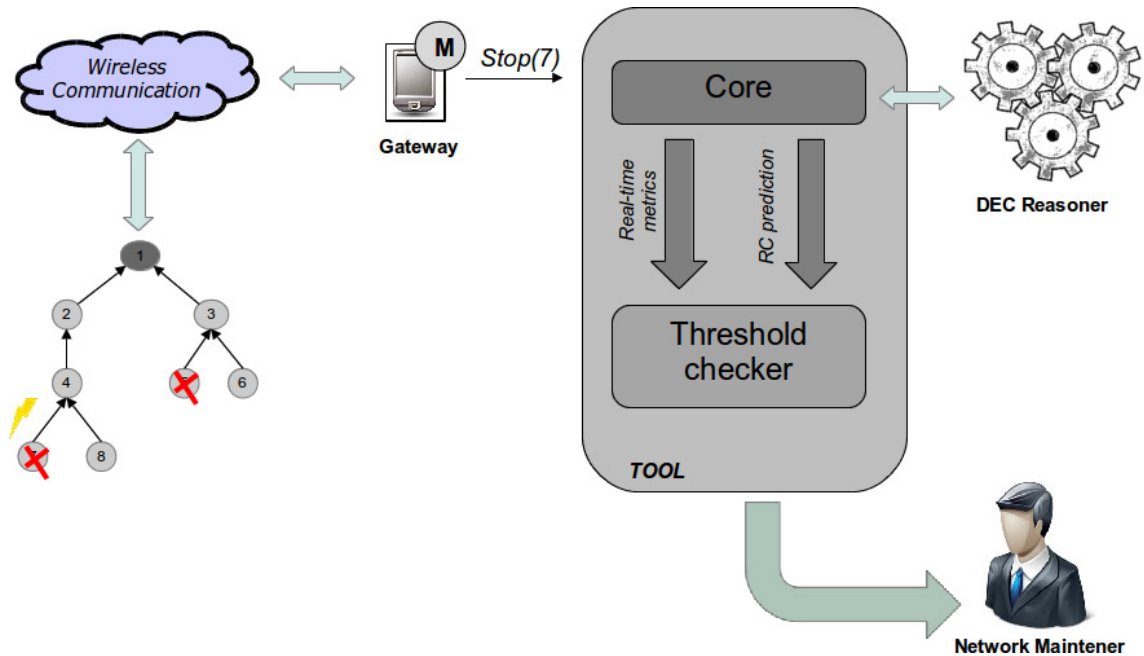 Wireless
Communication
M
Stop(7)
Gateway
Core
Real-time
metrics
RC prediction
DEC Reasoner
1
2
3
4
6
8
Threshold
checker
TOOL
Network Maintener